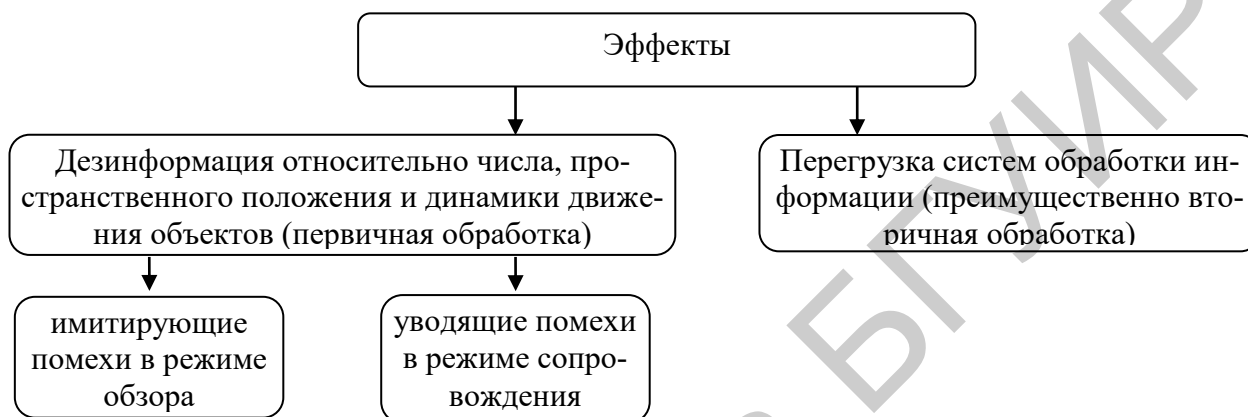 Эффекты
Дезинформация относительно числа, про-
странственного положения и динамики движе-
ния объектов (первичная обработка)
Перегрузка систем обработки ин-
формации (преимущественно вто-
ричная обработка)
имитирующие
помехи в режиме
обзора
уводящие помехи
в режиме сопро-
вождения
БГУИР